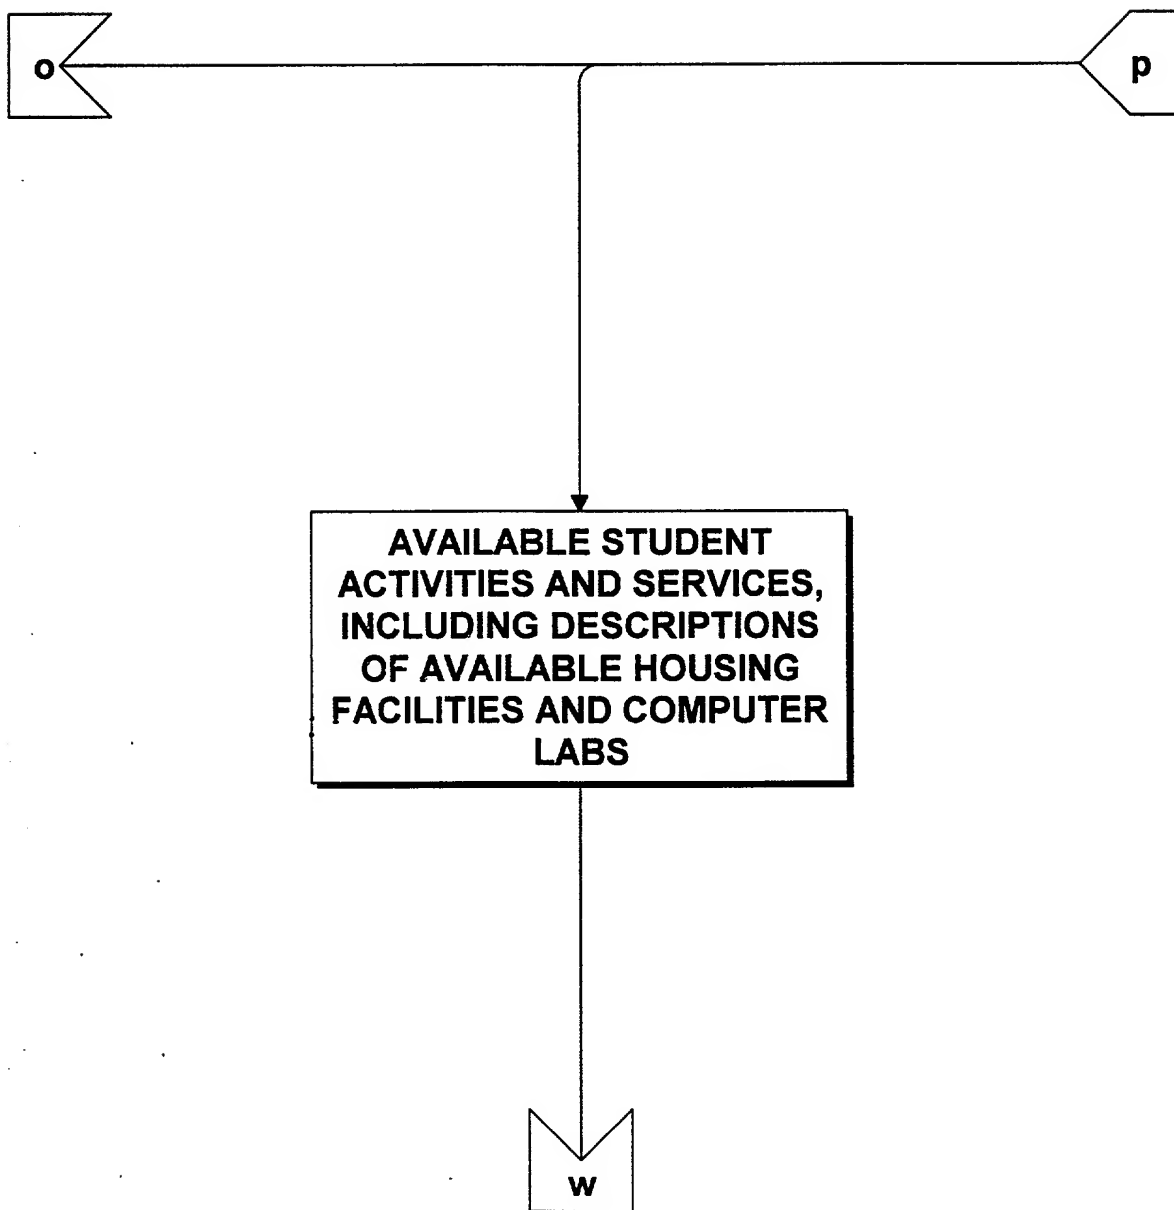 o
p
AVAILABLE STUDENT
ACTIVITIES AND SERVICES,
INCLUDING DESCRIPTIONS
OF AVAILABLE HOUSING
FACILITIES AND COMPUTER
LABS
w